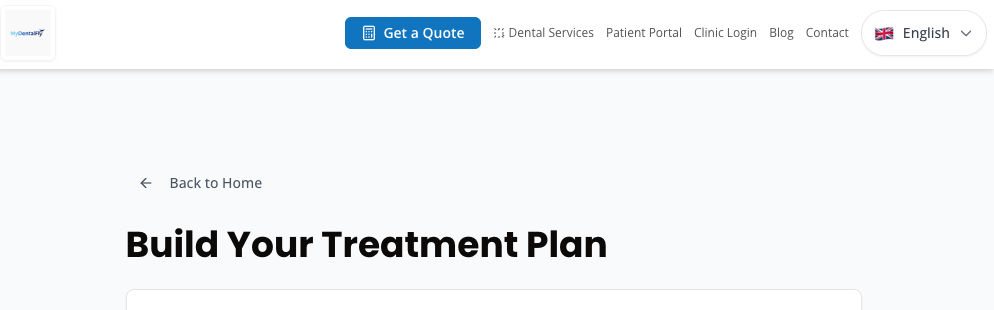 MyDentalFly
Get a Quote
Dental Services
Patient Portal
Clinic Login
Blog
Contact
English
Back to Home
Build Your Treatment Plan